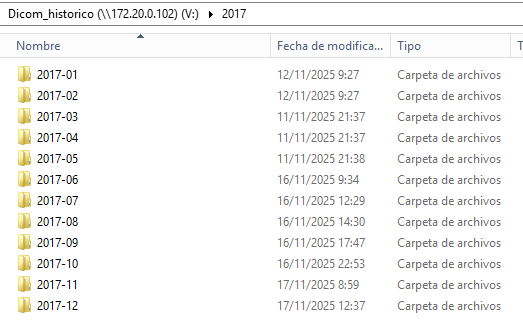 Dicom_historico (\\172.20.0.102) (V:) ▸ 2017
Nombre Fecha de modifica... Tipo T
2017-01 12/11/2025 9:27 Carpeta de archivos
2017-02 12/11/2025 9:27 Carpeta de archivos
2017-03 11/11/2025 21:37 Carpeta de archivos
2017-04 11/11/2025 21:37 Carpeta de archivos
2017-05 11/11/2025 21:38 Carpeta de archivos
2017-06 16/11/2025 9:34 Carpeta de archivos
2017-07 16/11/2025 12:29 Carpeta de archivos
2017-08 16/11/2025 14:30 Carpeta de archivos
2017-09 16/11/2025 17:47 Carpeta de archivos
2017-10 16/11/2025 22:53 Carpeta de archivos
2017-11 17/11/2025 8:59 Carpeta de archivos
2017-12 17/11/2025 12:37 Carpeta de archivos